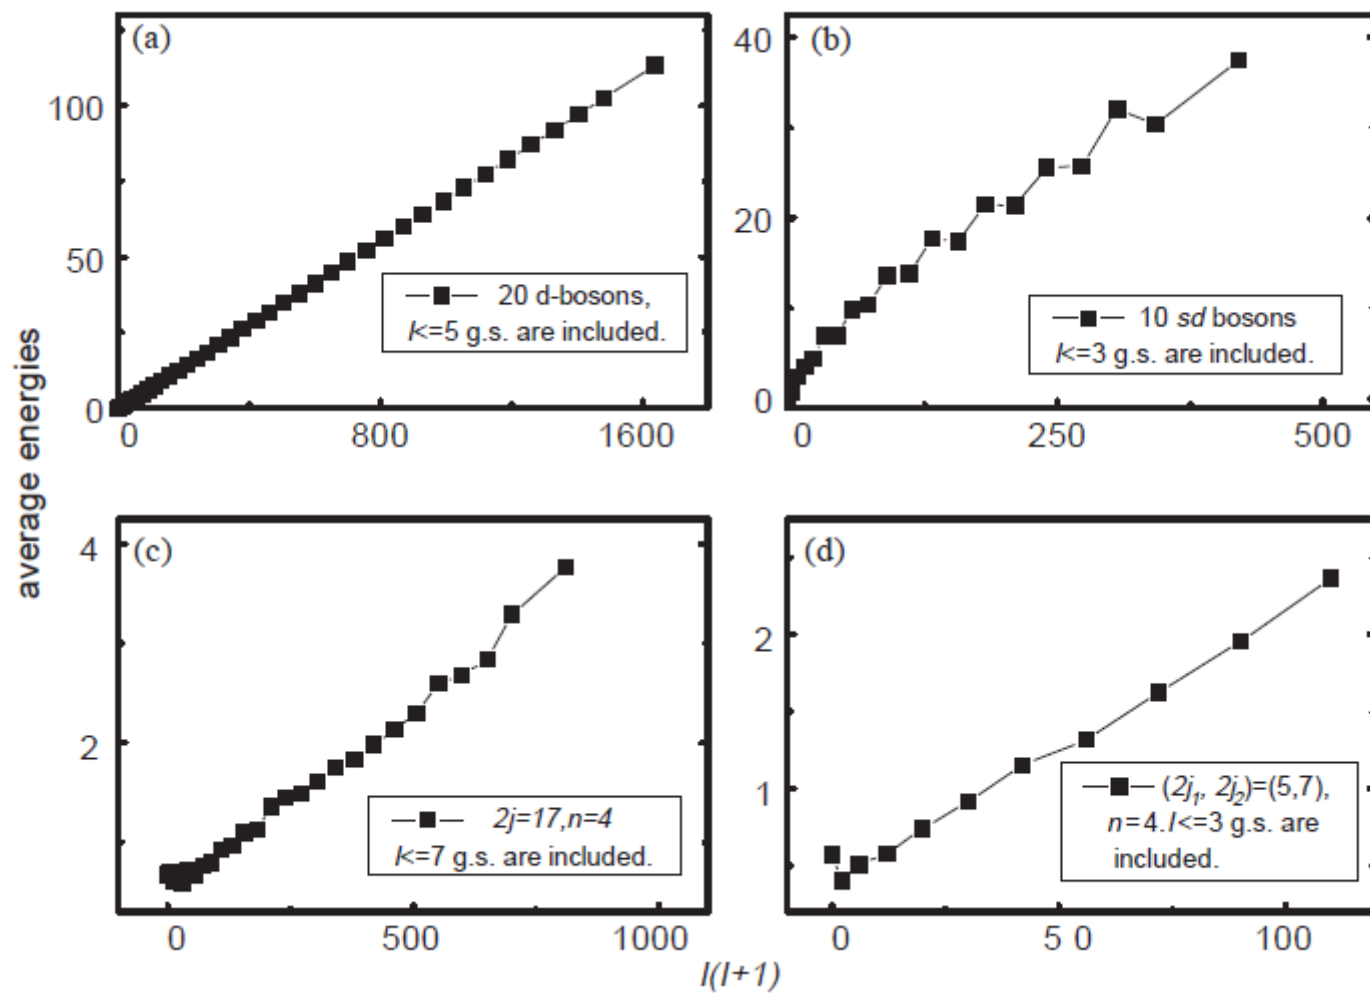 average energies
(a)
100
50
0
0 800 1600
20 d-bosons,
I<=5 g.s. are included.
(b)
40
20
0
0 250 500
10 sd bosons
I<=3 g.s. are included.
(c)
4
2
0 500 1000
2j=17,n=4
I<=7 g.s. are included.
(d)
2
1
0 5 0 100
(2j1, 2j2)=(5,7),
n=4.I<=3 g.s. are
included.
I(I+1)